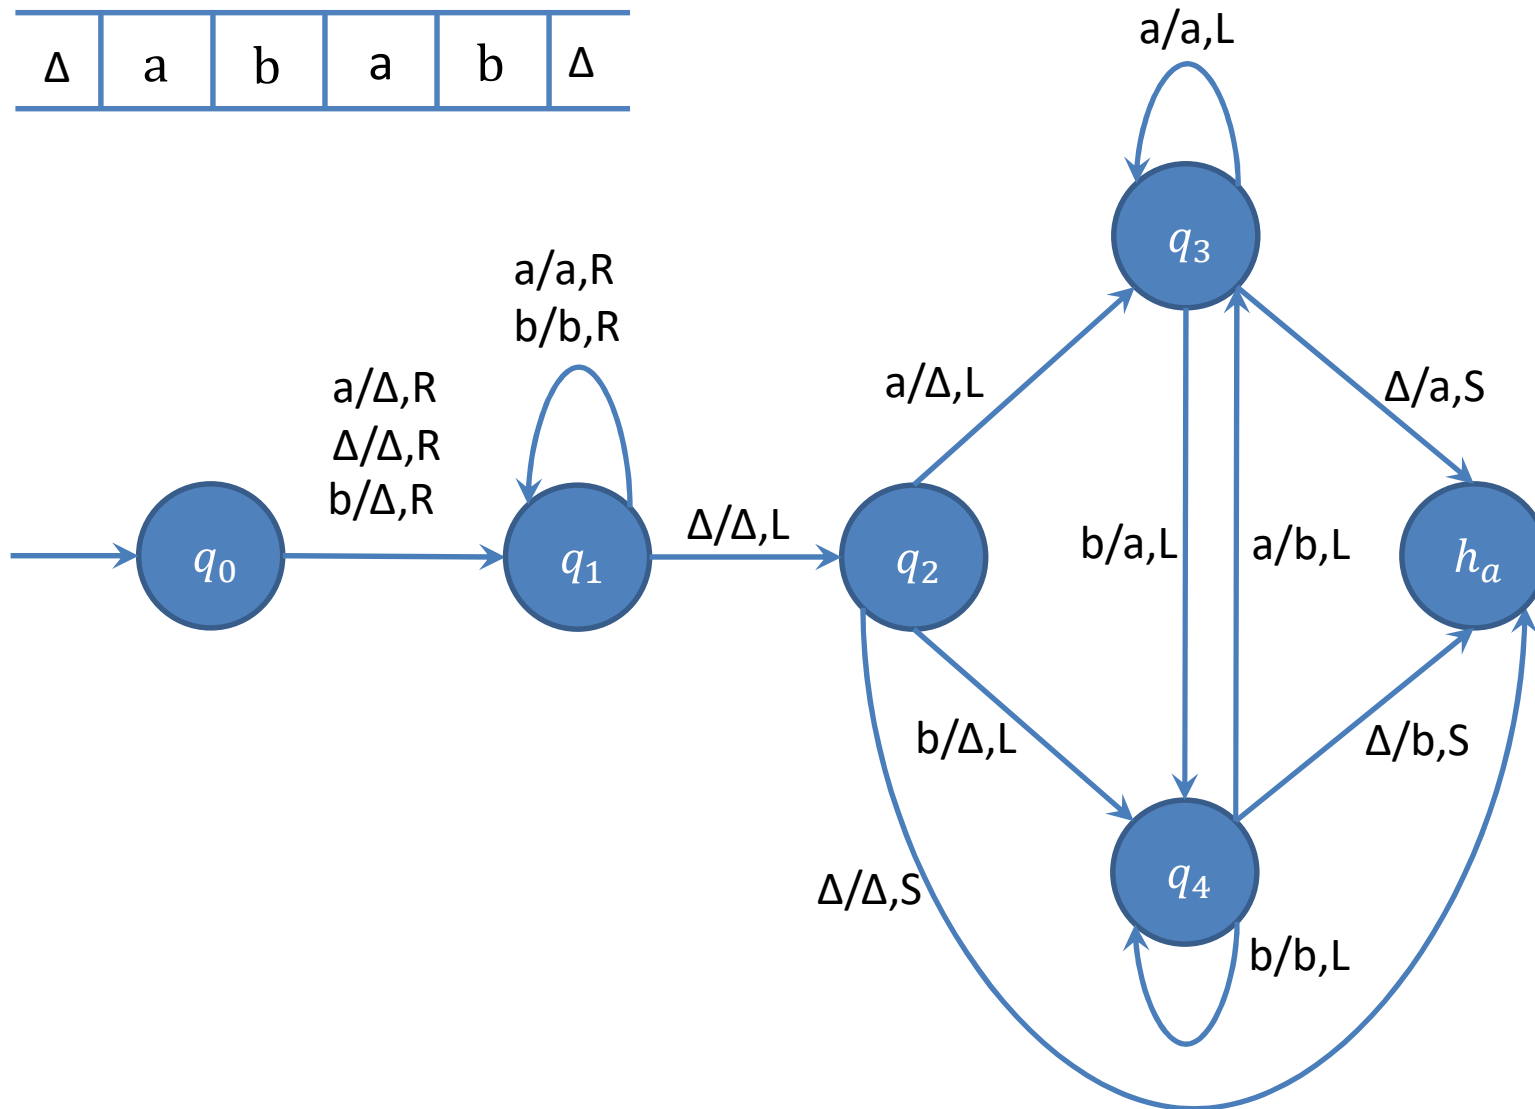 Δ a b a b Δ
a/a,L
q₃
a/a,R
b/b,R
a/Δ,R
Δ/Δ,R
b/Δ,R
a/Δ,L
Δ/a,S
Δ/Δ,L
b/a,L
a/b,L
q₀
q₁
q₂
hₐ
b/Δ,L
Δ/b,S
Δ/Δ,S
q₄
b/b,L